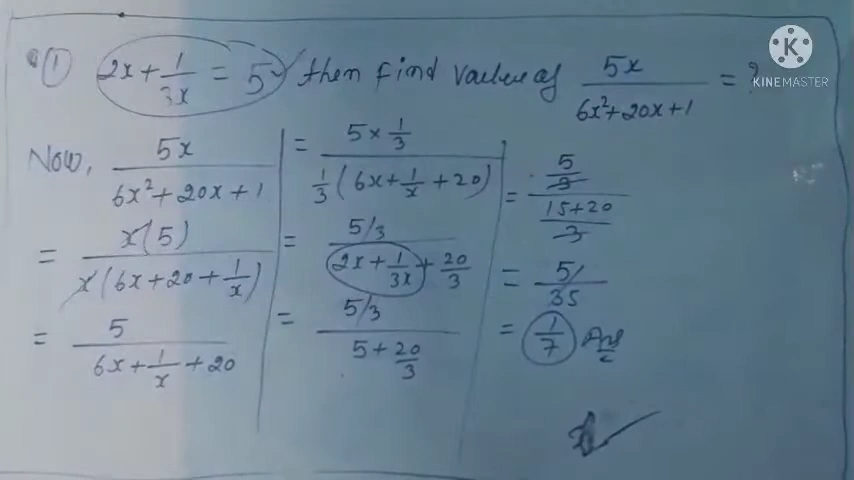 Q① 2x + 1/3x = 5 then find value of 5x / 6x² + 20x + 1 = ?
K
KINEMASTER
Now, 5x / 6x² + 20x + 1
= x(5) / x(6x + 20 + 1/x)
= 5 / 6x + 1/x + 20
= 5 × 1/3 / 1/3 (6x + 1/x + 20)
= 5/3 / 2x + 1/3x + 20/3
= 5/3 / 5 + 20/3
= 5/3 / 15+20/3
= 5/35
= 1/7 Ans